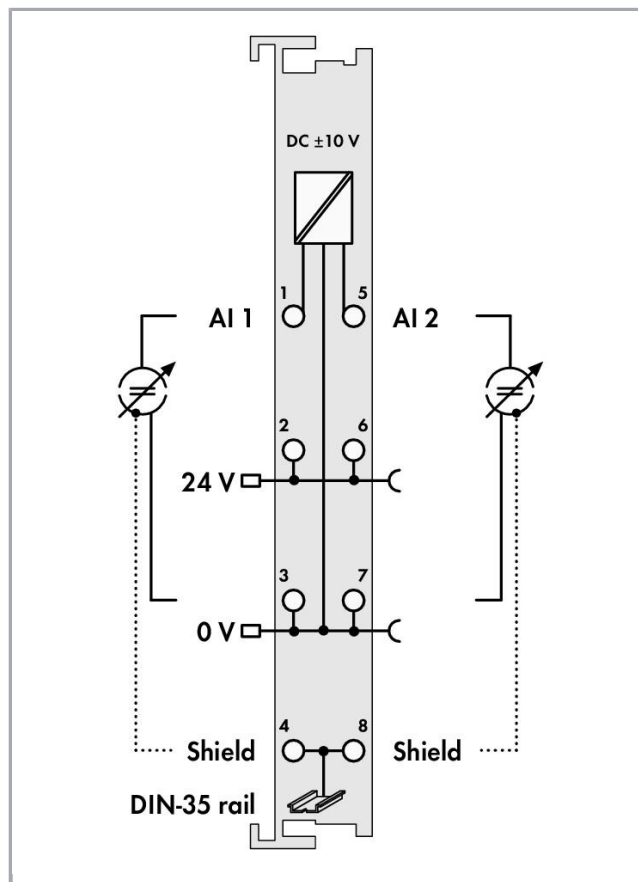 DC ±10 V
1 5
AI 1 AI 2
2 6
24 V
3 7
0 V
4 8
Shield Shield
DIN-35 rail